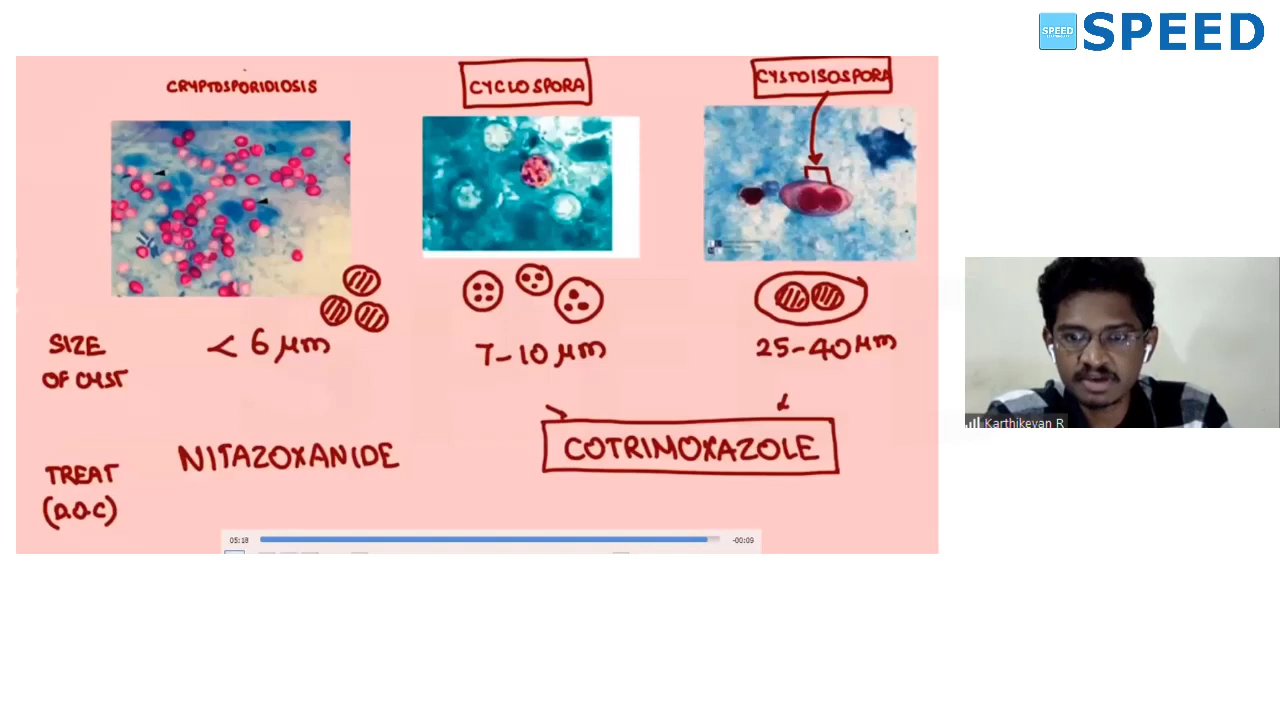 SPEED
SPEED
CRYPTOSPORIDIOSIS
CYCLOSPORA
CYSTOISOSPORA
SIZE
OF CYST
< 6 μm
7-10 μm
25-40 μm
TREAT
(D.O.C)
NITAZOXANIDE
COTRIMOXAZOLE
05:18
-00:09
Karthikeyan R